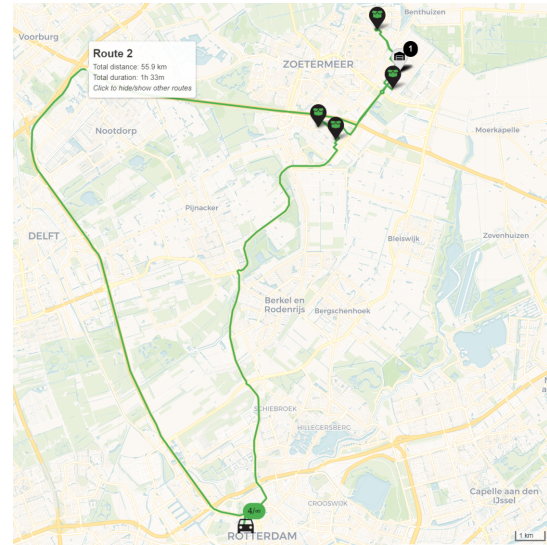 Benthuizen
Voorburg
1
Route 2
Total distance: 55.9 km
Total duration: 1h 33m
Click to hide/show other routes
ZOETERMEER
Nootdorp
Moerkapelle
Pijnacker
DELFT
Bleiswijk
Zevenhuizen
Berkel en
Rodenrijs
Bergschenhoek
SCHIEBROEK
HILLEGERSBERG
Capelle aan den
IJssel
4/∞
CROOSWIJK
ROTTERDAM
1 km